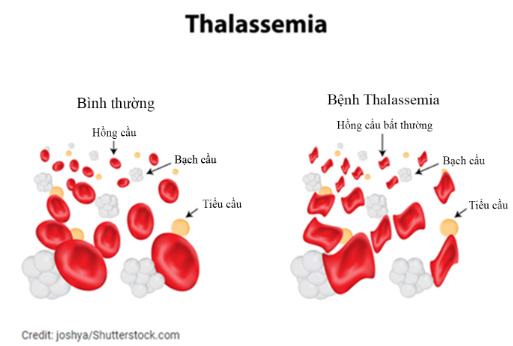 Thalassemia
Bình thường
Bệnh Thalassemia
Hồng cầu
Bạch cầu
Tiểu cầu
Hồng cầu bất thường
Bạch cầu
Tiểu cầu
Credit: joshya/Shutterstock.com